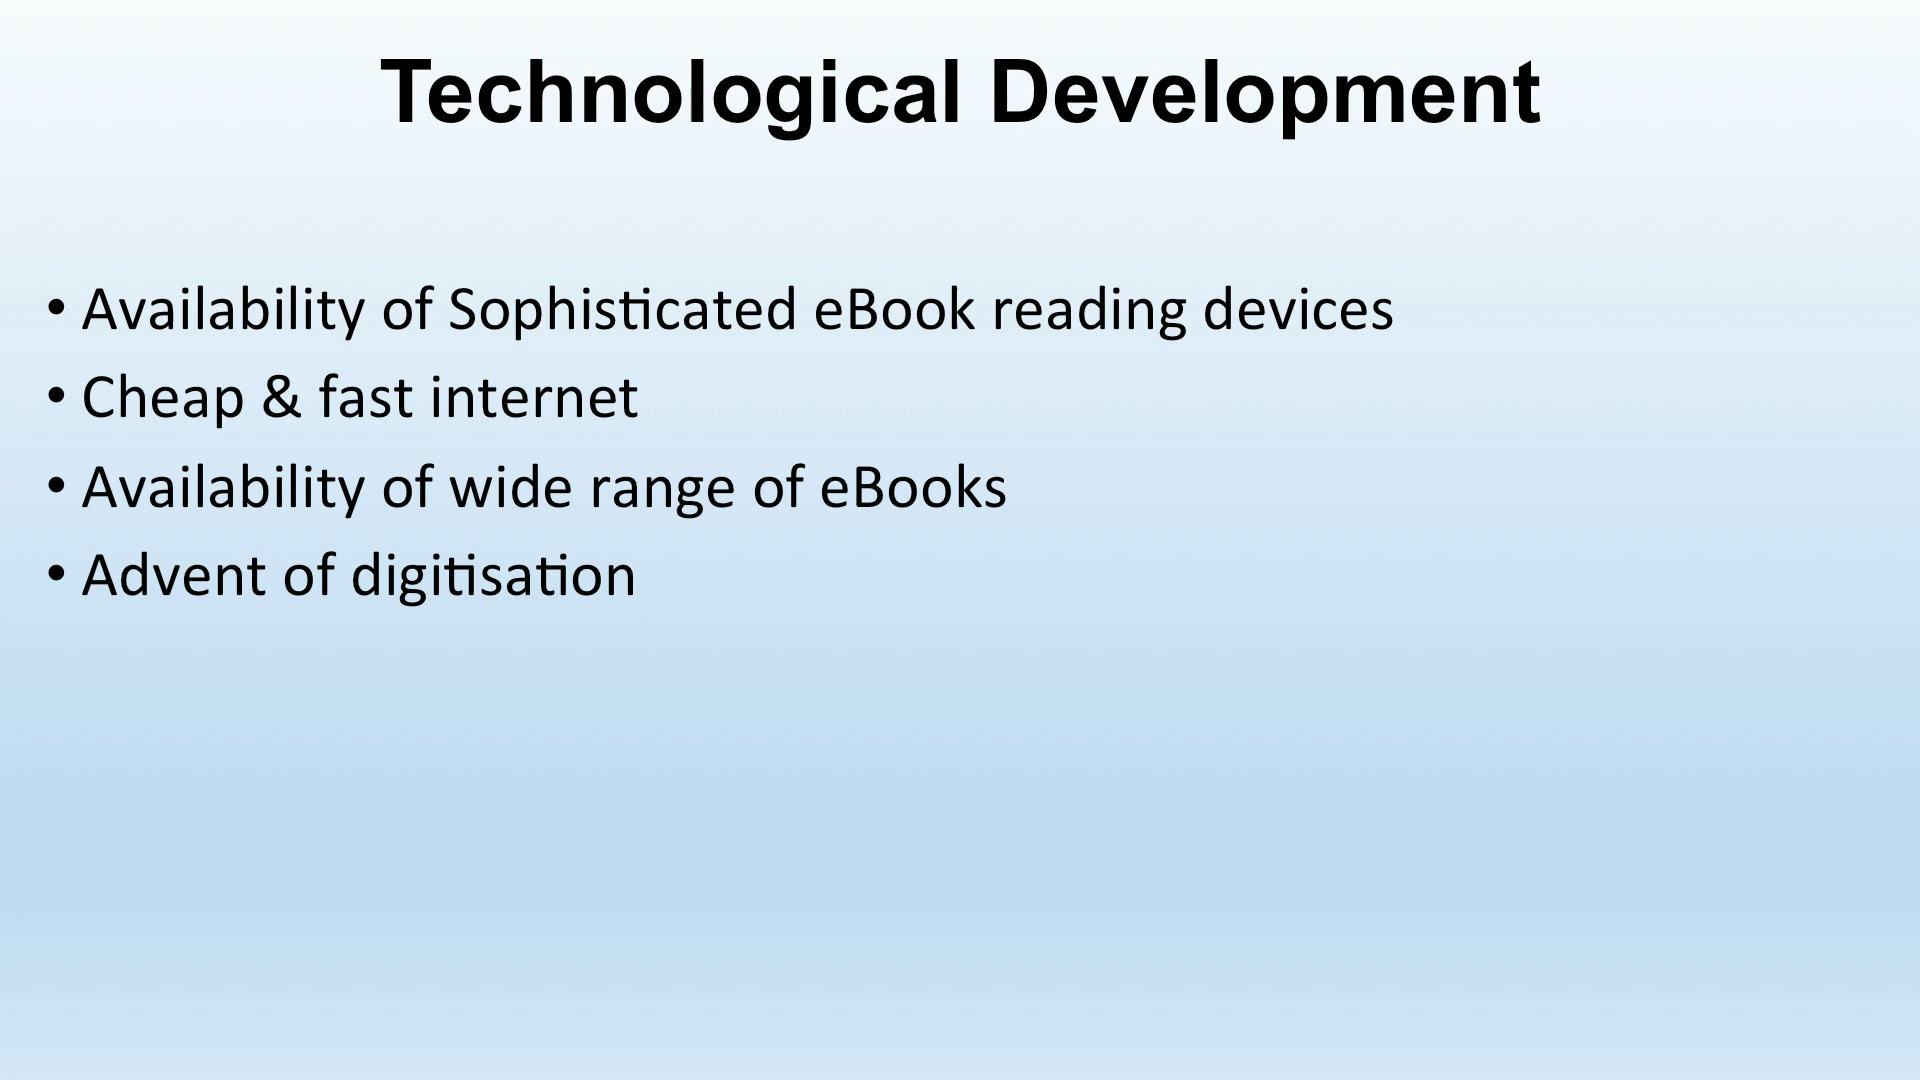 Technological Development
• Availability of Sophisticated eBook reading devices
• Cheap & fast internet
• Availability of wide range of eBooks
• Advent of digitisation